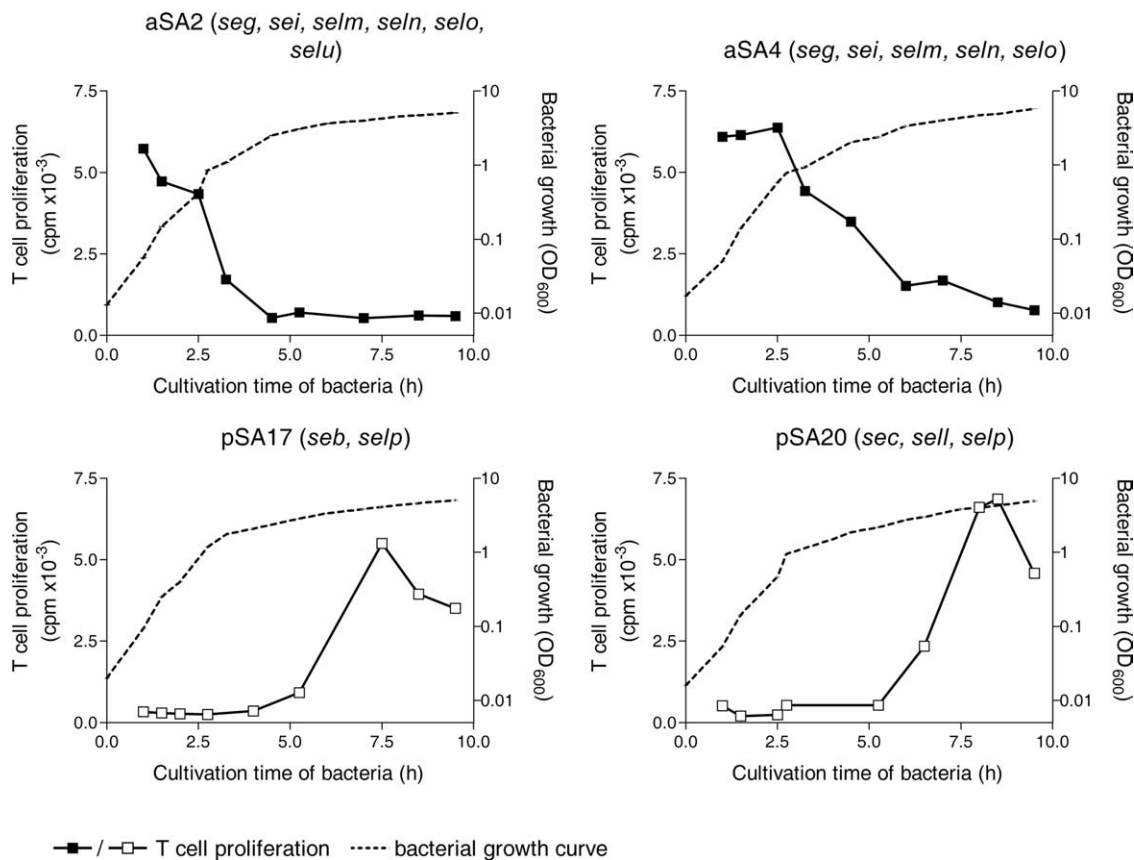 aSA2 (seg, sei, selm, seln, selo,
selu)
7.5
5.0
2.5
0.0
T cell proliferation
(cpm x10-3)
10
1
0.1
0.01
Bacterial growth (OD600)
0.0 2.5 5.0 7.5 10.0
Cultivation time of bacteria (h)
aSA4 (seg, sei, selm, seln, selo)
7.5
5.0
2.5
0.0
T cell proliferation
(cpm x10-3)
10
1
0.1
0.01
Bacterial growth (OD600)
0.0 2.5 5.0 7.5 10.0
Cultivation time of bacteria (h)
pSA17 (seb, selp)
7.5
5.0
2.5
0.0
T cell proliferation
(cpm x10-3)
10
1
0.1
0.01
Bacterial growth (OD600)
0.0 2.5 5.0 7.5 10.0
Cultivation time of bacteria (h)
pSA20 (sec, sell, selp)
7.5
5.0
2.5
0.0
T cell proliferation
(cpm x10-3)
10
1
0.1
0.01
Bacterial growth (OD600)
0.0 2.5 5.0 7.5 10.0
Cultivation time of bacteria (h)
/ T cell proliferation bacterial growth curve